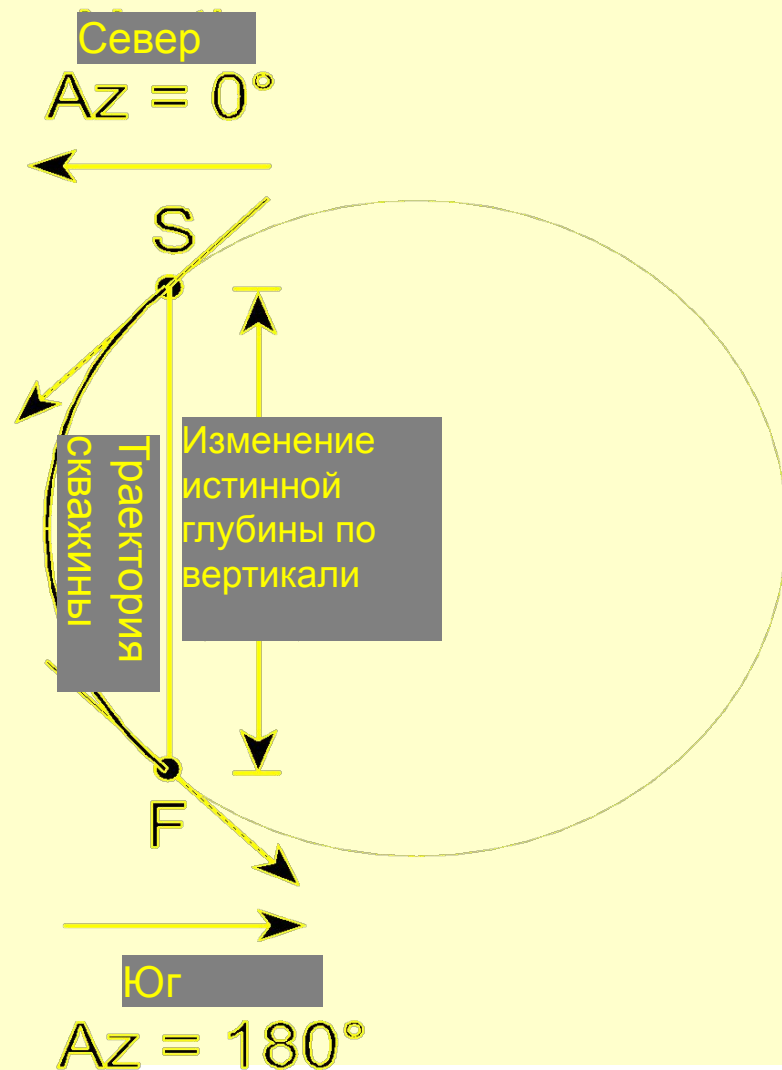 Север
Az = 0°
S
Изменение
истинной
глубины по
вертикали
Траектория
скважины
F
Юг
Az = 180°